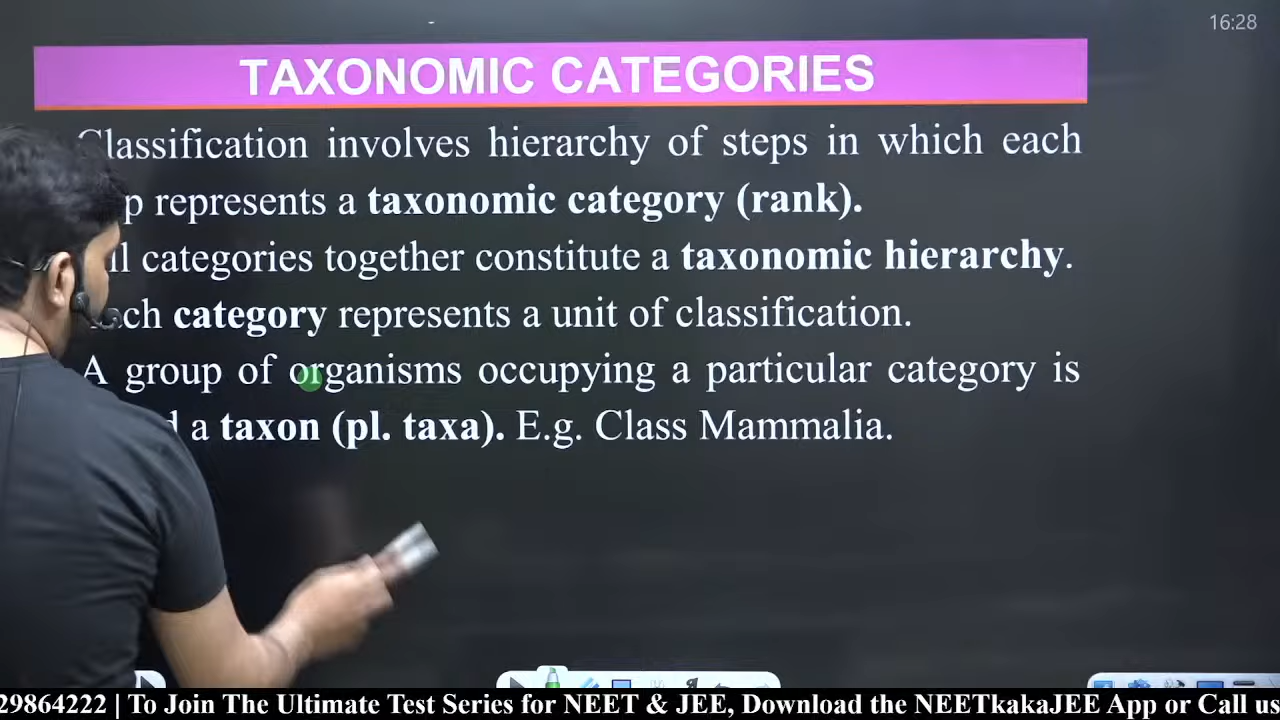 16:28
TAXONOMIC CATEGORIES
Classification involves hierarchy of steps in which each
p represents a taxonomic category (rank).
ll categories together constitute a taxonomic hierarchy.
ch category represents a unit of classification.
A group of organisms occupying a particular category is
d a taxon (pl. taxa). E.g. Class Mammalia.
29864222 | To Join The Ultimate Test Series for NEET & JEE, Download the NEETkakaJEE App or Call us